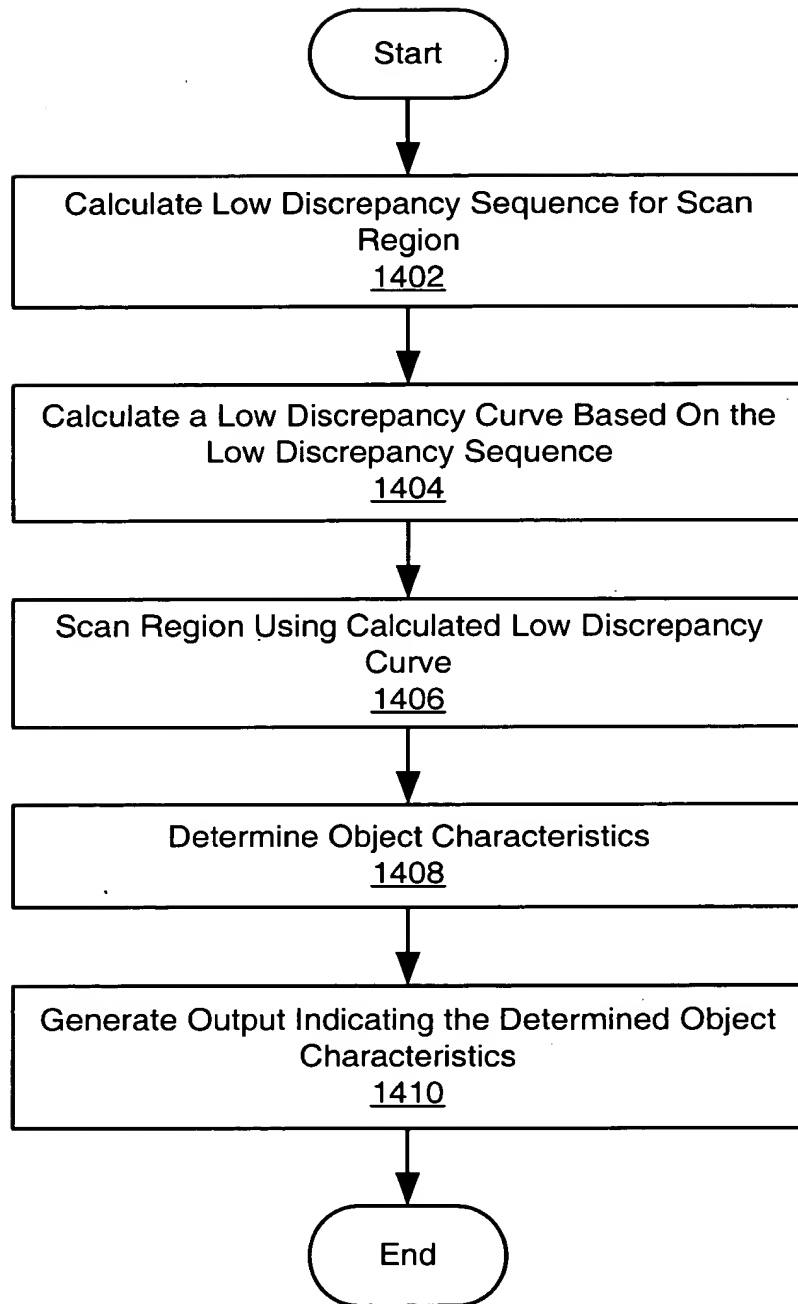 Start
Calculate Low Discrepancy Sequence for Scan
Region
1402
Calculate a Low Discrepancy Curve Based On the
Low Discrepancy Sequence
1404
Scan Region Using Calculated Low Discrepancy
Curve
1406
Determine Object Characteristics
1408
Generate Output Indicating the Determined Object
Characteristics
1410
End